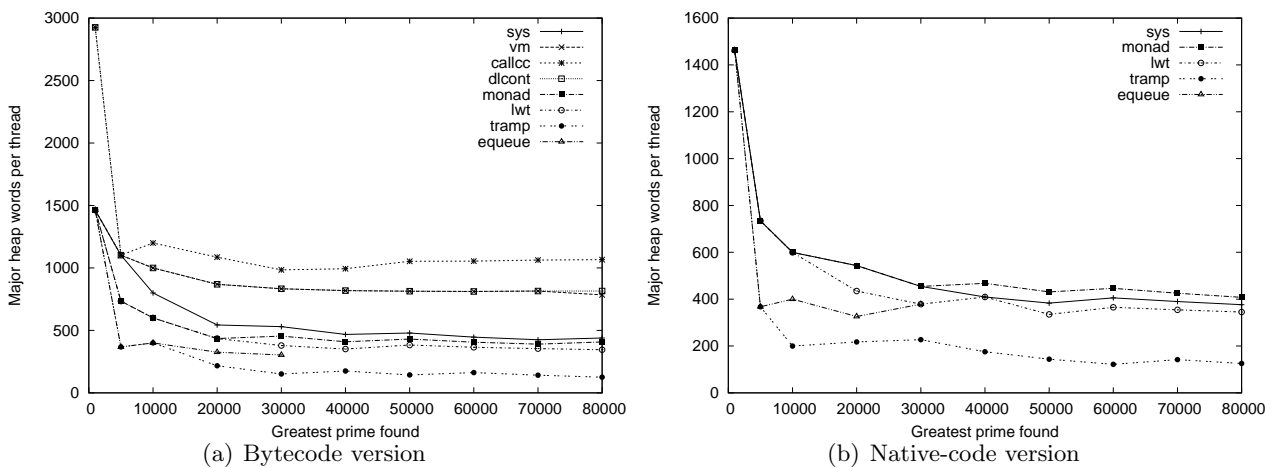 3000
2500
2000
1500
1000
500
0
Major heap words per thread
sys
vm
callcc
dlcont
monad
lwt
tramp
equeue
0 10000 20000 30000 40000 50000 60000 70000 80000
Greatest prime found
(a) Bytecode version
1600
1400
1200
1000
800
600
400
200
0
Major heap words per thread
sys
monad
lwt
tramp
equeue
0 10000 20000 30000 40000 50000 60000 70000 80000
Greatest prime found
(b) Native-code version